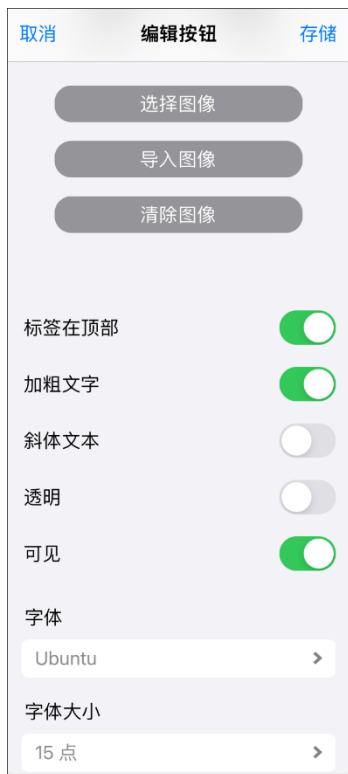 取消 编辑按钮 存储
选择图像
导入图像
清除图像
标签在顶部
加粗文字
斜体文本
透明
可见
字体
Ubuntu
字体大小
15 点